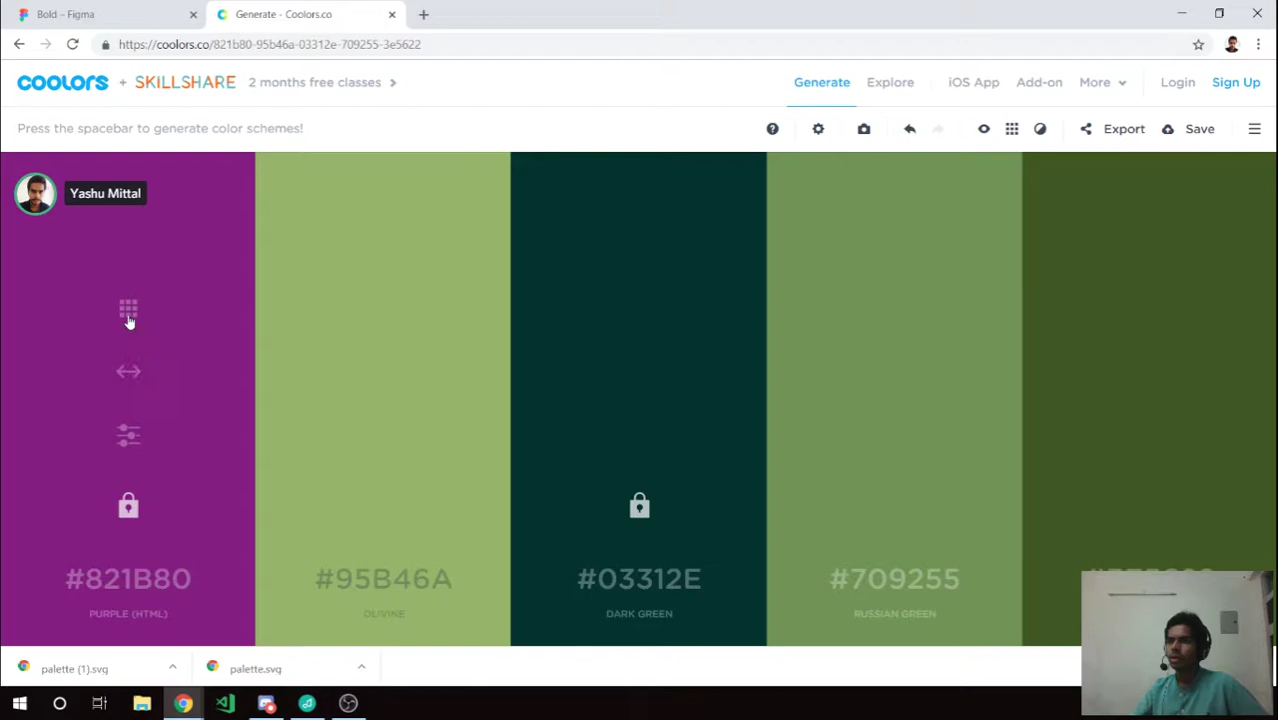 Bold – Figma
Generate - Coolors.co
https://coolors.co/821b80-95b46a-03312e-709255-3e5622
COOLORS + SKILLSHARE 2 months free classes
Generate Explore iOS App Add-on More Login Sign Up
Press the spacebar to generate color schemes!
Export Save
Yashu Mittal
#821B80 #95B46A #03312E #709255
PURPLE (HTML) OLIVINE DARK GREEN RUSSIAN GREEN
palette (1).svg palette.svg